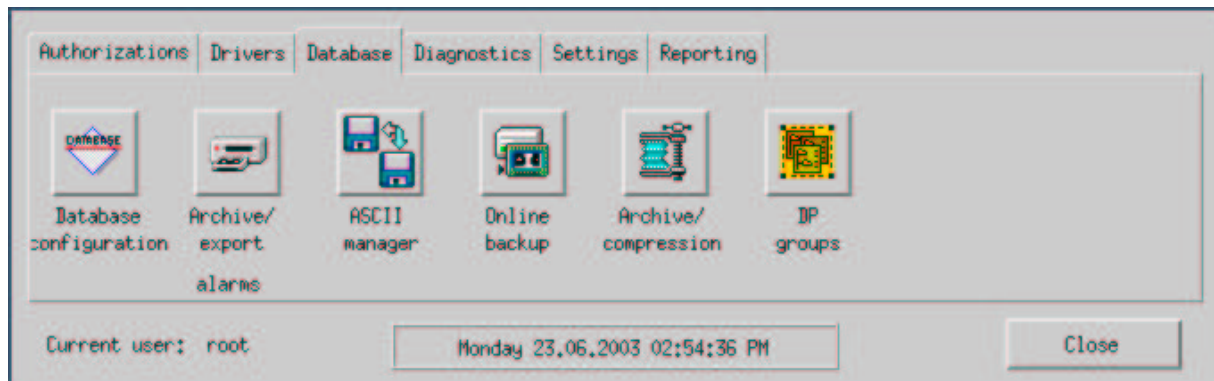 Authorizations Drivers Database Diagnostics Settings Reporting
DATABASE
Database configuration
Archive/ export alarms
ASCII manager
Online backup
Archive/ compression
DP groups
Current user: root
Monday 23.06.2003 02:54:36 PM
Close